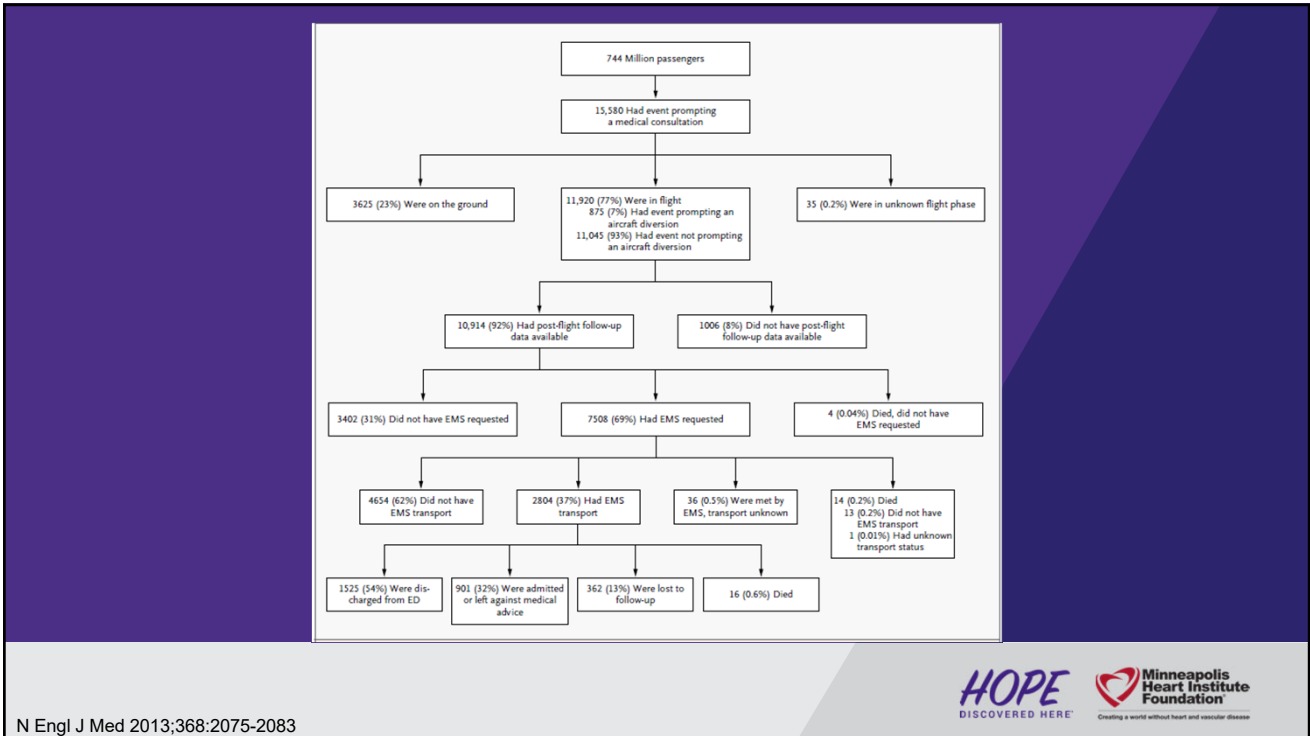 744 Million passengers
15,580 Had event prompting
a medical consultation
3625 (23%) Were on the ground
11,920 (77%) Were in flight
875 (7%) Had event prompting an
aircraft diversion
11,045 (93%) Had event not prompting
an aircraft diversion
35 (0.2%) Were in unknown flight phase
10,914 (92%) Had post-flight follow-up
data available
1006 (8%) Did not have post-flight
follow-up data available
3402 (31%) Did not have EMS requested
7508 (69%) Had EMS requested
4 (0.04%) Died, did not have
EMS requested
4654 (62%) Did not have
EMS transport
2804 (37%) Had EMS
transport
36 (0.5%) Were met by
EMS, transport unknown
14 (0.2%) Died
13 (0.2%) Did not have
EMS transport
1 (0.01%) Had unknown
transport status
1525 (54%) Were dis-
charged from ED
901 (32%) Were admitted
or left against medical
advice
362 (13%) Were lost to
follow-up
16 (0.6%) Died
HOPE
DISCOVERED HERE
Minneapolis
Heart Institute
Foundation
Creating a world without heart and vascular disease
N Engl J Med 2013;368:2075-2083